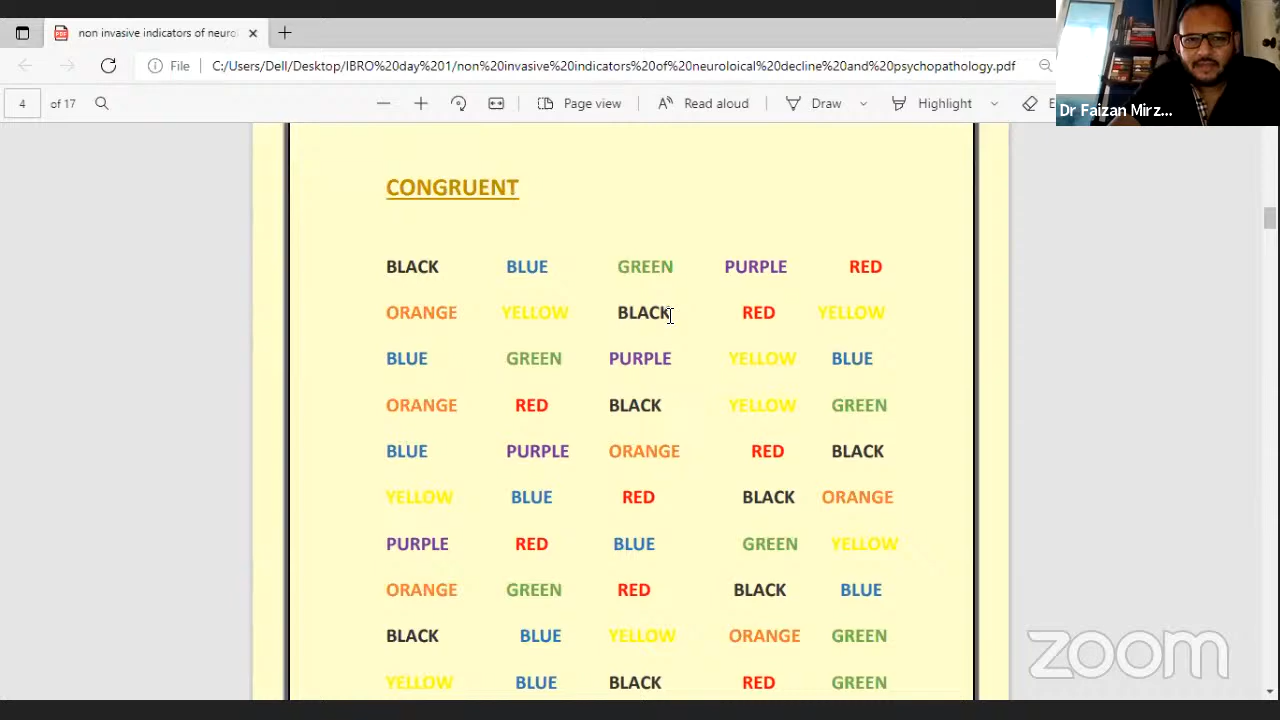 non invasive indicators of neuro
File C:/Users/Dell/Desktop/IBRO%20day%201/non%20invasive%20indicators%20of%20neuroloical%20decline%20and%20psychopathology.pdf
4 of 17 Page view Read aloud Draw Highlight
Dr Faizan Mirz...
CONGRUENT
BLACK BLUE GREEN PURPLE RED
ORANGE YELLOW BLACK RED YELLOW
BLUE GREEN PURPLE YELLOW BLUE
ORANGE RED BLACK YELLOW GREEN
BLUE PURPLE ORANGE RED BLACK
YELLOW BLUE RED BLACK ORANGE
PURPLE RED BLUE GREEN YELLOW
ORANGE GREEN RED BLACK BLUE
BLACK BLUE YELLOW ORANGE GREEN
YELLOW BLUE BLACK RED GREEN
zoom